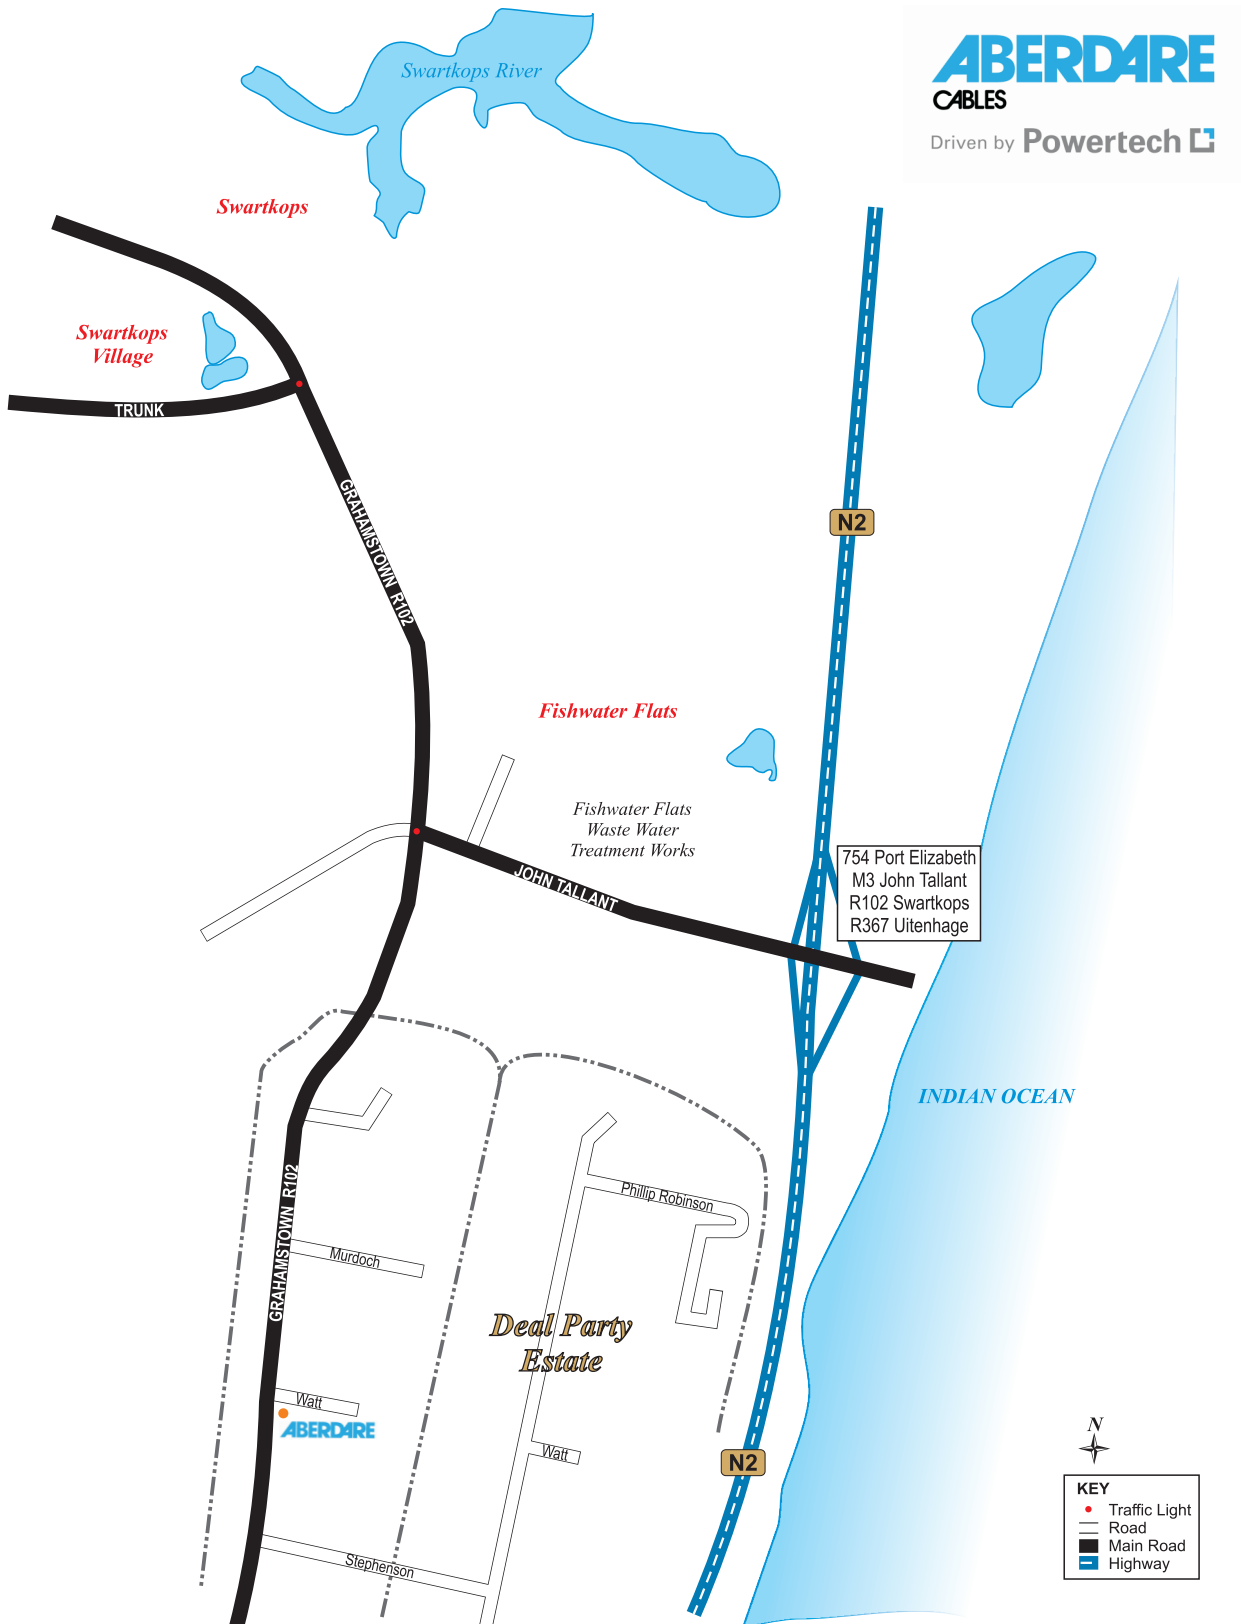 Swartkops River
ABERDARE
CABLES
Driven by Powertech
Swartkops
Swartkops
Village
TRUNK
GRAHAMSTOWN R102
N2
Fishwater Flats
Fishwater Flats
Waste Water
Treatment Works
JOHN TALLANT
754 Port Elizabeth
M3 John Tallant
R102 Swartkops
R367 Uitenhage
INDIAN OCEAN
GRAHAMSTOWN R102
Phillip Robinson
Murdoch
Deal Party
Estate
Watt
ABERDARE
Watt
N2
Stephenson
N
KEY
Traffic Light
Road
Main Road
Highway